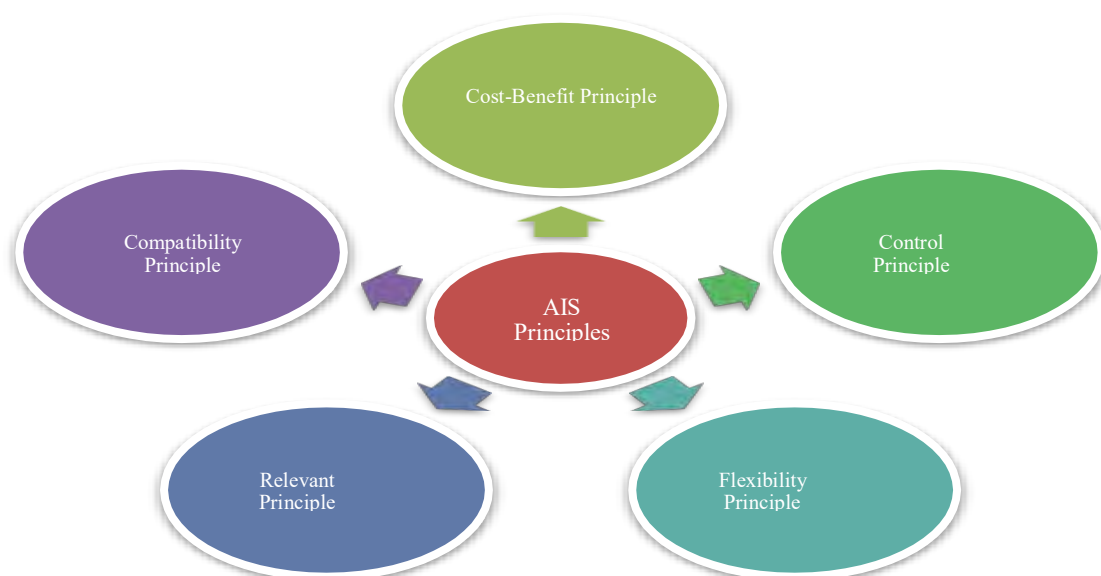 Cost-Benefit Principle
Compatibility
Principle
Control
Principle
AIS
Principles
Relevant
Principle
Flexibility
Principle